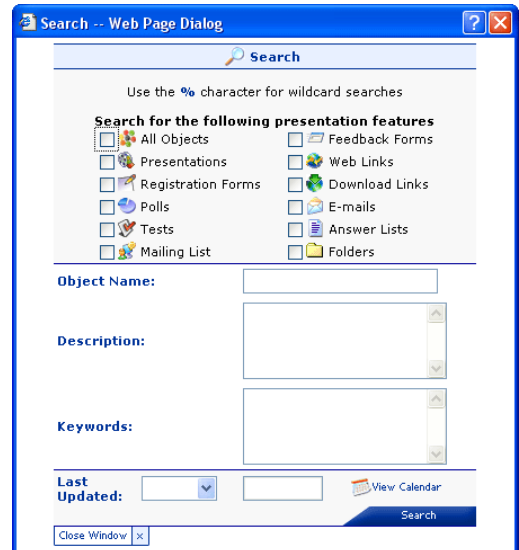 Search -- Web Page Dialog
Search
Use the % character for wildcard searches
Search for the following presentation features
All Objects
Feedback Forms
Presentations
Web Links
Registration Forms
Download Links
Polls
E-mails
Tests
Answer Lists
Mailing List
Folders
Object Name:
Description:
Keywords:
Last Updated:
View Calendar
Search
Close Window x